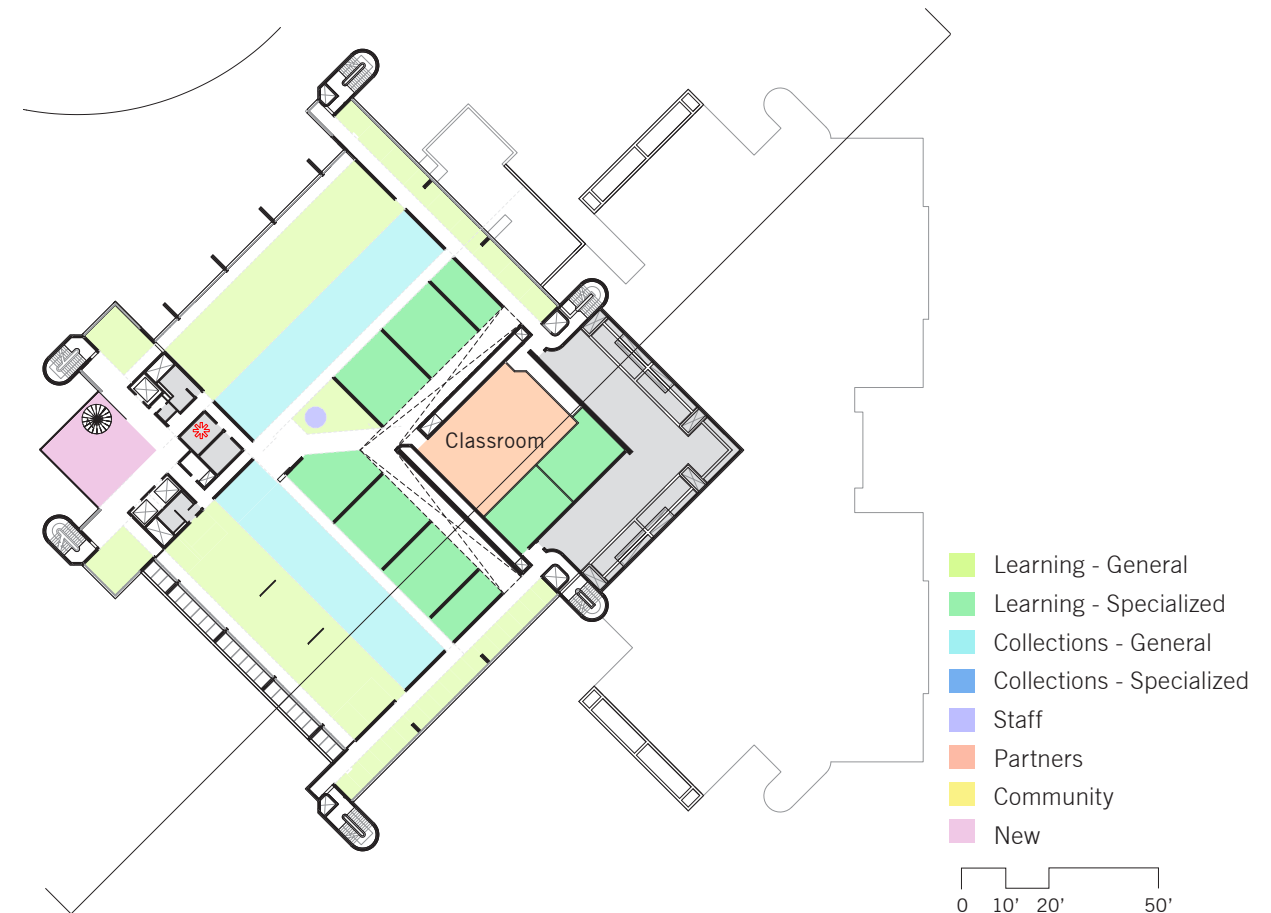 Classroom
Learning - General
Learning - Specialized
Collections - General
Collections - Specialized
Staff
Partners
Community
New
0 10’ 20’ 50’